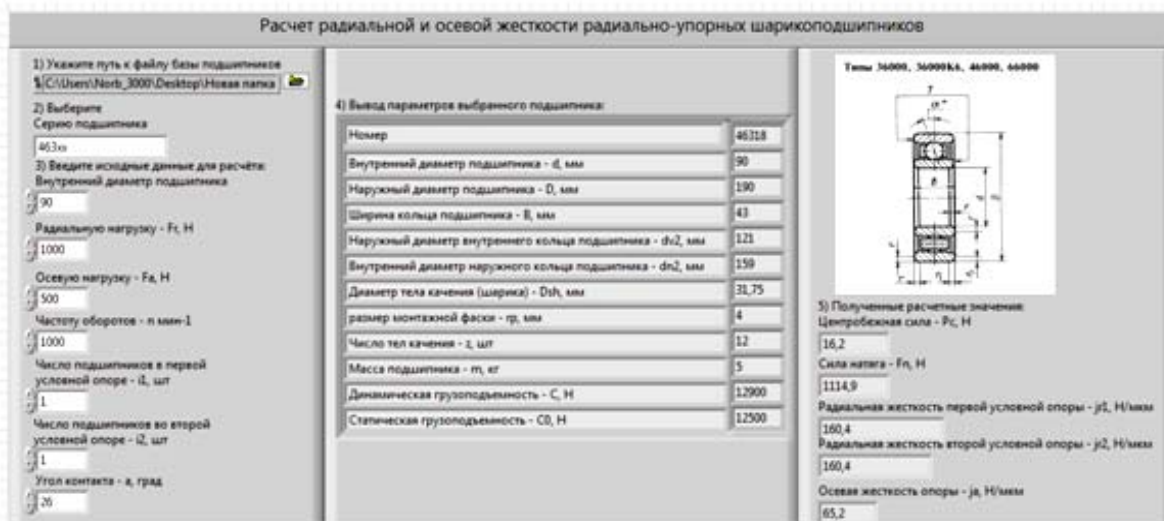 Расчет радиальной и осевой жесткости радиально-упорных шарикоподшипников
1) Укажите путь к файлу базы подшипников
C:\Users\Norb_3000\Desktop\Новая папка
2) Выберите
Серию подшипника
463xx
3) Введите исходные данные для расчёта:
Внутренний диаметр подшипника
90
Радиальную нагрузку - Fr, Н
1000
Осевую нагрузку - Fa, Н
500
Частоту оборотов - n мин-1
1000
Число подшипников в первой
условной опоре - i1, шт
1
Число подшипников во второй
условной опоре - i2, шт
1
Угол контакта - a, град
26
4) Вывод параметров выбранного подшипника:
Номер 46318
Внутренний диаметр подшипника - d, мм 90
Наружный диаметр подшипника - D, мм 190
Ширина кольца подшипника - B, мм 43
Наружный диаметр внутреннего кольца подшипника - dv2, мм 121
Внутренний диаметр наружного кольца подшипника - dn2, мм 159
Диаметр тела качения (шарика) - Dsh, мм 31,75
размер монтажной фаски - rp, мм 4
Число тел качения - z, шт 12
Масса подшипника - m, кг 5
Динамическая грузоподъемность - C, Н 12900
Статическая грузоподъемность - C0, Н 12500
Типы 36000, 36000К6, 46000, 66000
T
B
d
D
r
5) Полученные расчетные значения:
Центробежная сила - Pc, Н
16,2
Сила натяга - Fn, Н
1114,9
Радиальная жесткость первой условной опоры - jr1, Н/мкм
160,4
Радиальная жесткость второй условной опоры - jr2, Н/мкм
160,4
Осевая жесткость опоры - ja, Н/мкм
65,2